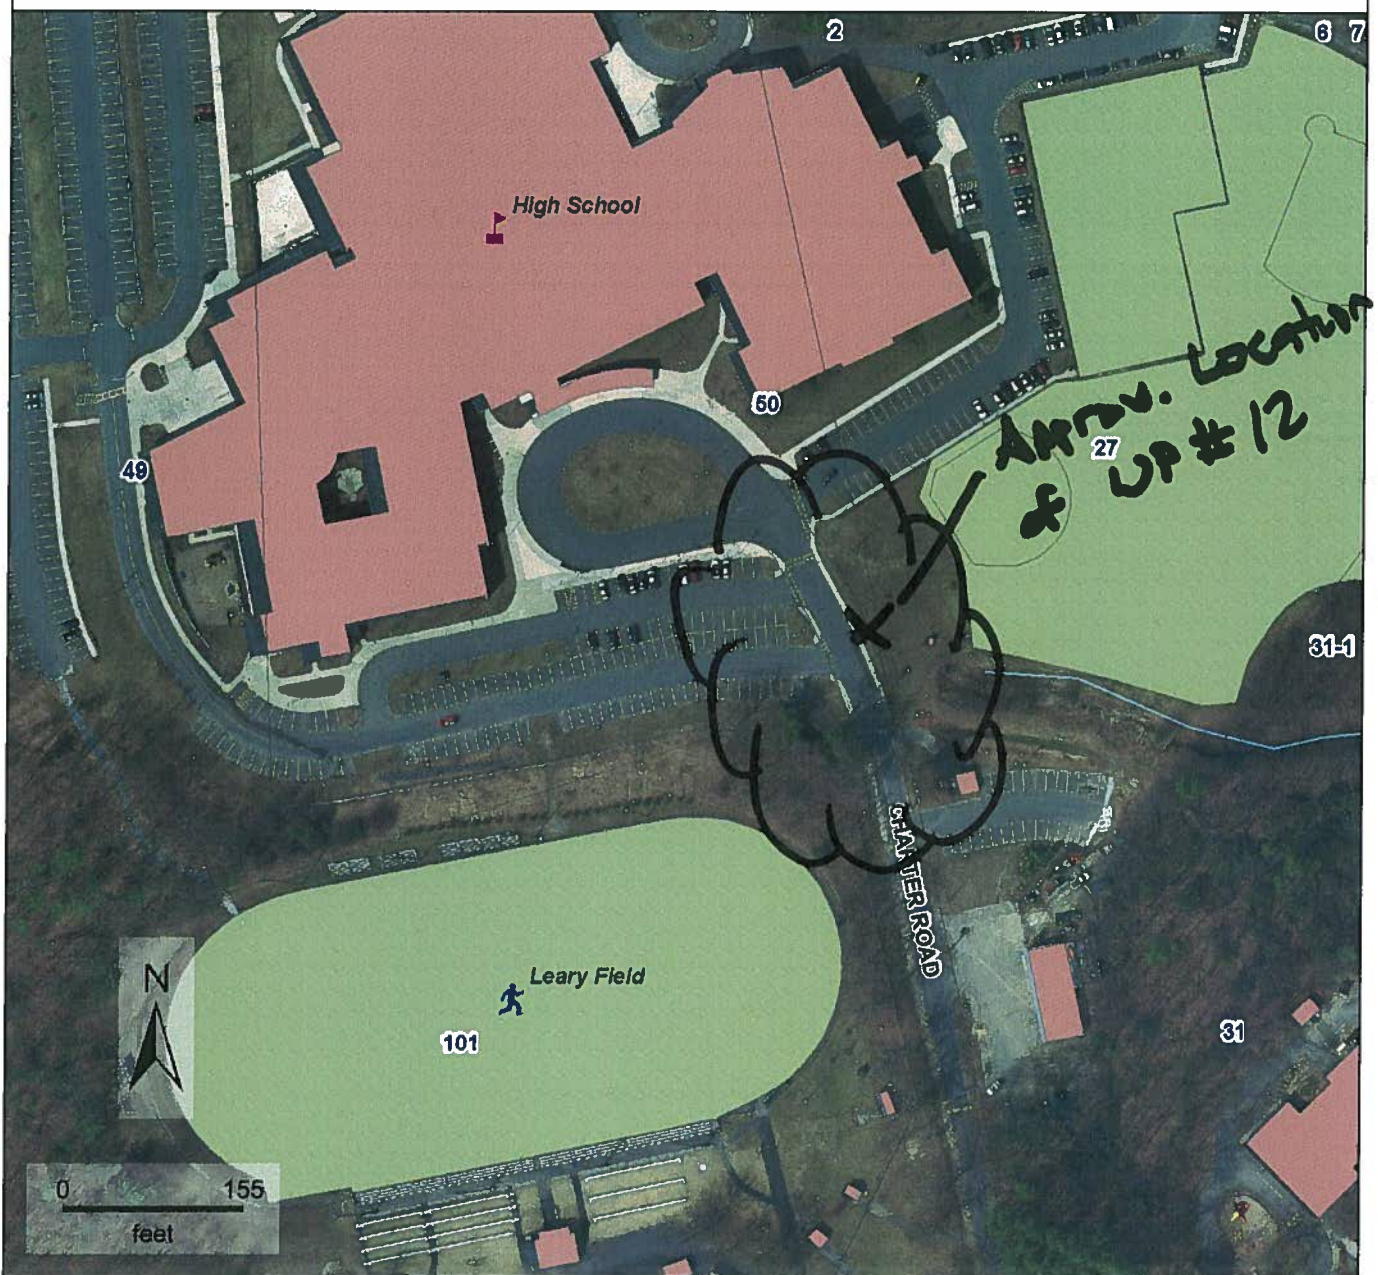 2
6 7
High School
Approx. Location
of UP # 12
50
27
49
31-1
CHARTER ROAD
N
Leary Field
101
31
0 155
feet